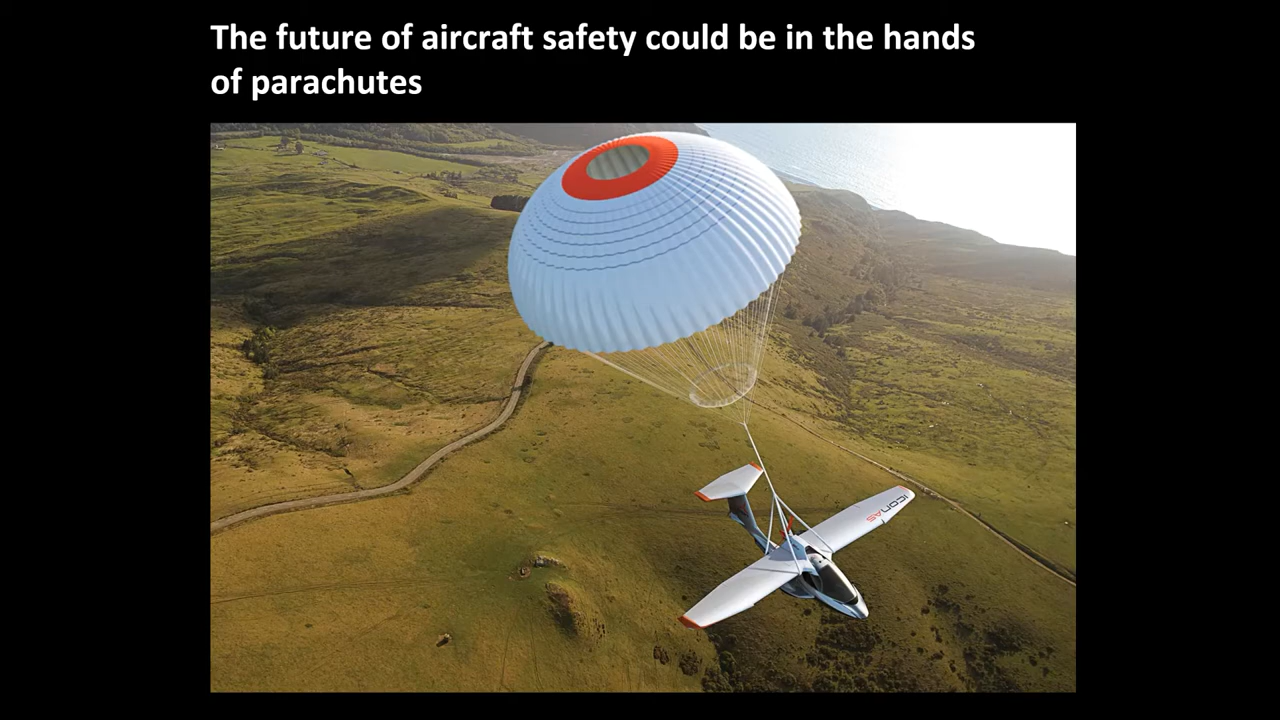 The future of aircraft safety could be in the hands
of parachutes
ICON A5